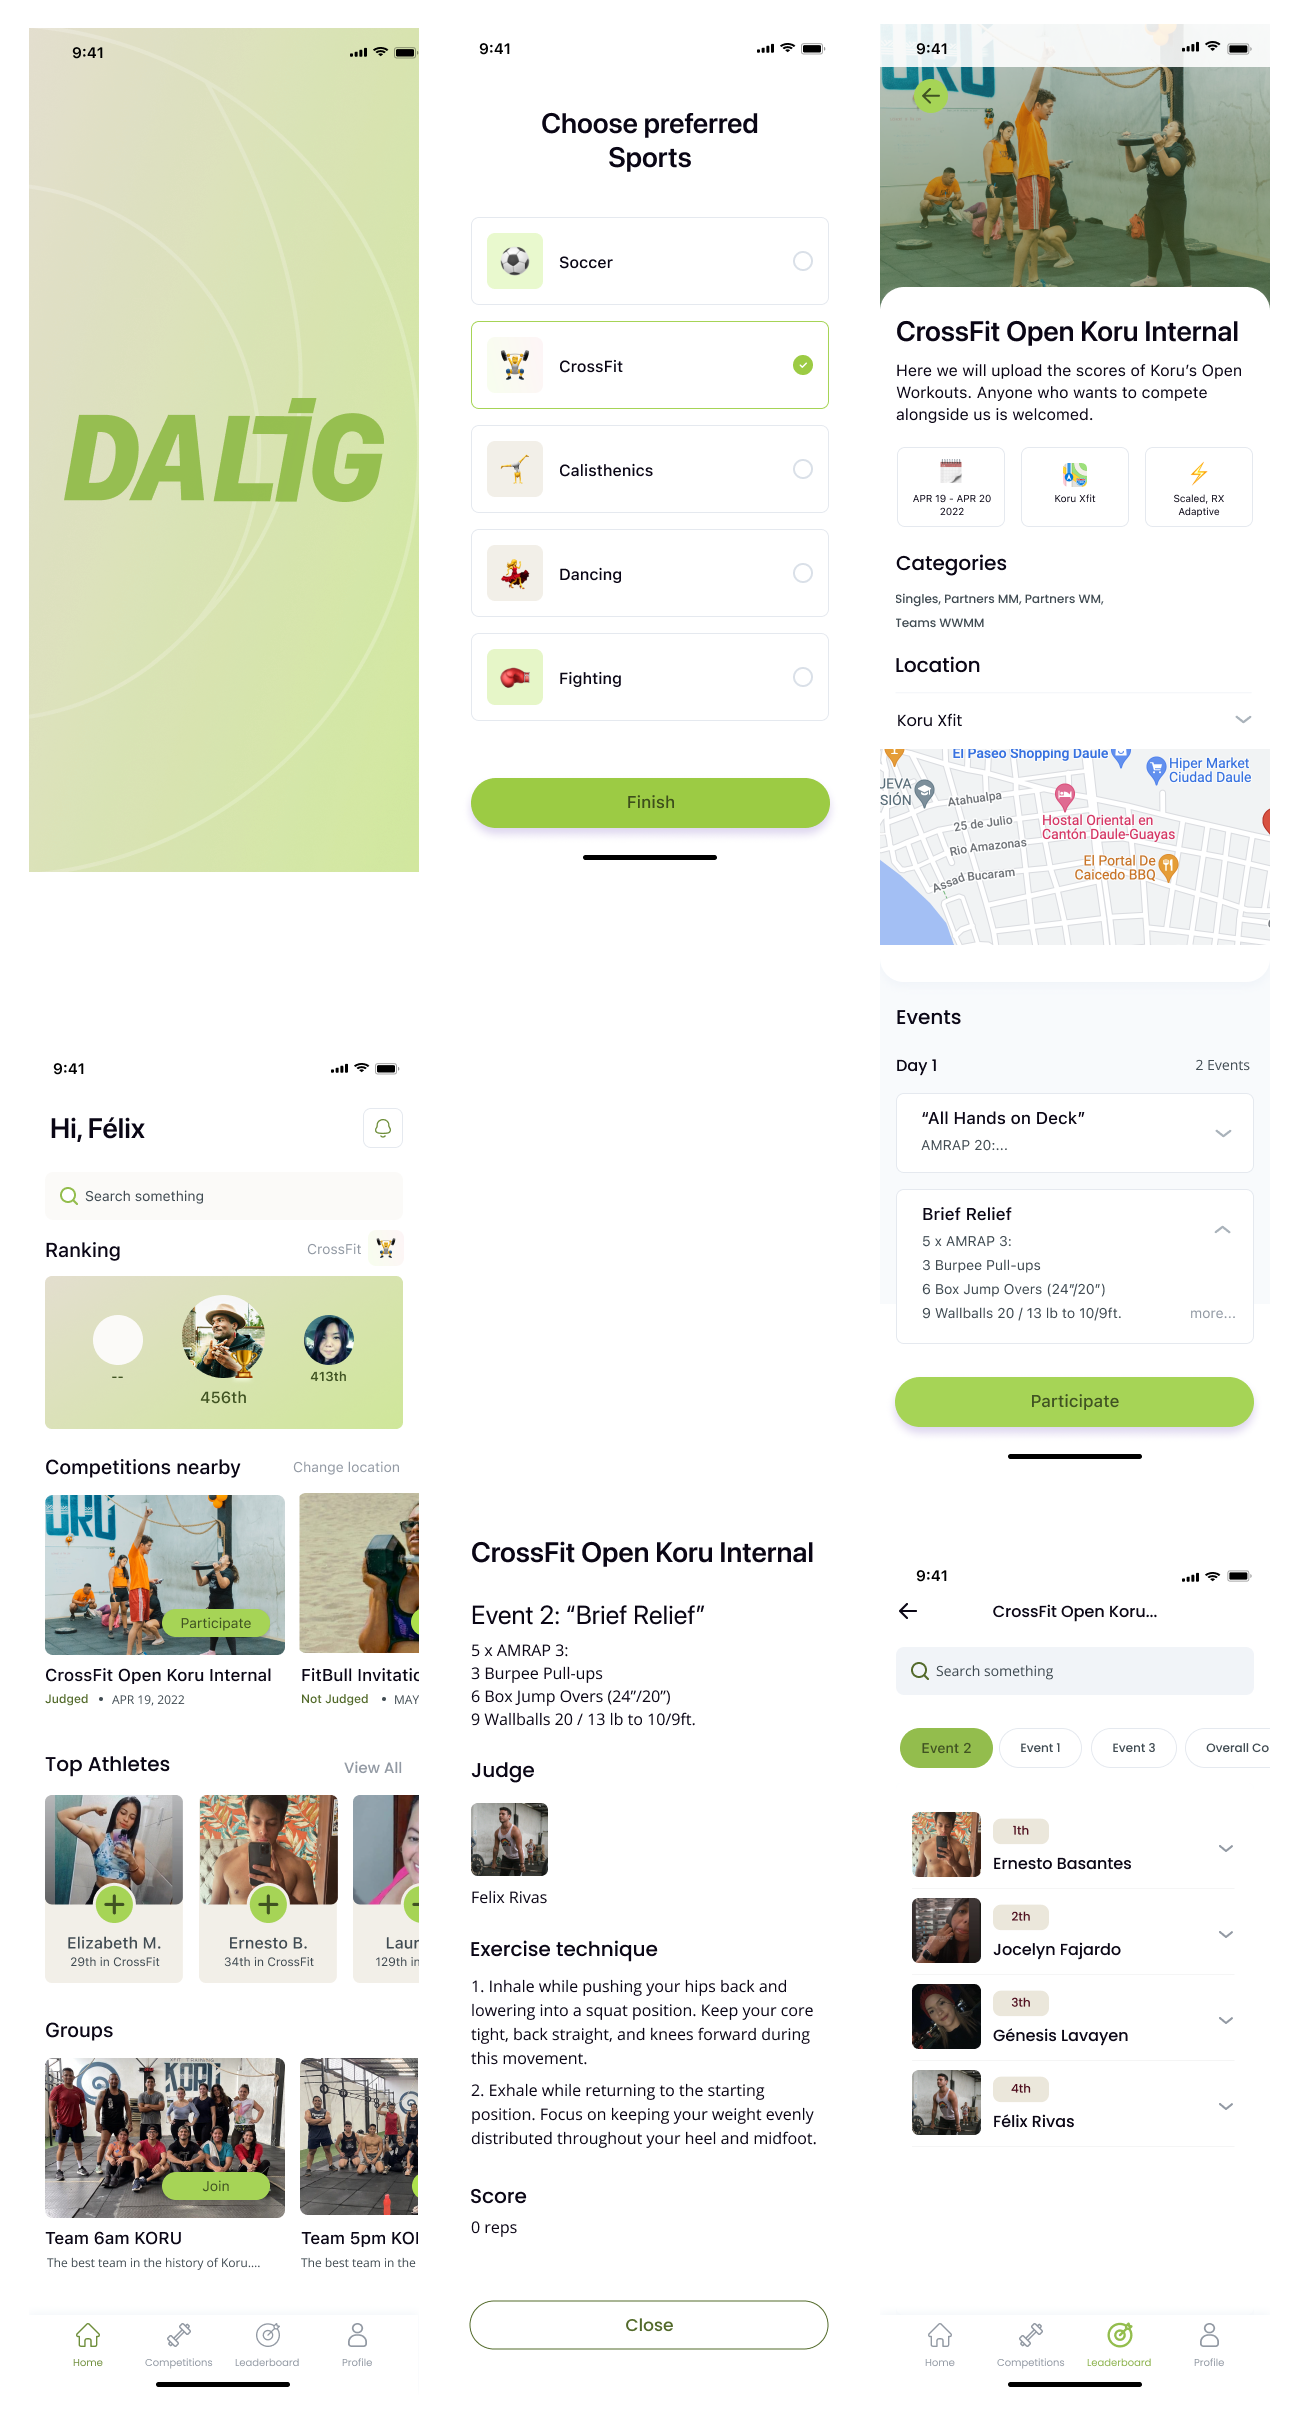 9:41
DALIG
9:41
Choose preferred
Sports
Soccer
CrossFit
Calisthenics
Dancing
Fighting
Finish
9:41
CrossFit Open Koru Internal
Here we will upload the scores of Koru’s Open
Workouts. Anyone who wants to compete
alongside us is welcomed.
APR 19 - APR 20
2022
Koru Xfit
Scaled, RX
Adaptive
Categories
Singles, Partners MM, Partners WM,
Teams WWMM
Location
Koru Xfit
El Paseo Shopping Daule
Hiper Market
Ciudad Daule
JEVA
SIÓN
Atahualpa
25 de Julio
Rio Amazonas
Assad Bucaram
Hostal Oriental en
Cantón Daule-Guayas
El Portal De
Caicedo BBQ
Events
Day 1
2 Events
“All Hands on Deck”
AMRAP 20:...
Brief Relief
5 x AMRAP 3:
3 Burpee Pull-ups
6 Box Jump Overs (24”/20”)
9 Wallballs 20 / 13 lb to 10/9ft.
more...
Participate
9:41
Hi, Félix
Search something
Ranking
CrossFit
--
456th
413th
Competitions nearby
Change location
Participate
CrossFit Open Koru Internal
Judged • APR 19, 2022
FitBull Invitatic
Not Judged • MAY
Top Athletes
View All
Elizabeth M.
29th in CrossFit
Ernesto B.
34th in CrossFit
Laur
129th in
Groups
KORU
Join
Team 6am KORU
The best team in the history of Koru....
Team 5pm KOI
The best team in the
Home
Competitions
Leaderboard
Profile
CrossFit Open Koru Internal
Event 2: “Brief Relief”
5 x AMRAP 3:
3 Burpee Pull-ups
6 Box Jump Overs (24”/20”)
9 Wallballs 20 / 13 lb to 10/9ft.
Judge
Felix Rivas
Exercise technique
1. Inhale while pushing your hips back and
lowering into a squat position. Keep your core
tight, back straight, and knees forward during
this movement.
2. Exhale while returning to the starting
position. Focus on keeping your weight evenly
distributed throughout your heel and midfoot.
Score
0 reps
Close
9:41
CrossFit Open Koru...
Search something
Event 2
Event 1
Event 3
Overall Co
1th
Ernesto Basantes
2th
Jocelyn Fajardo
3th
Génesis Lavayen
4th
Félix Rivas
Home
Competitions
Leaderboard
Profile